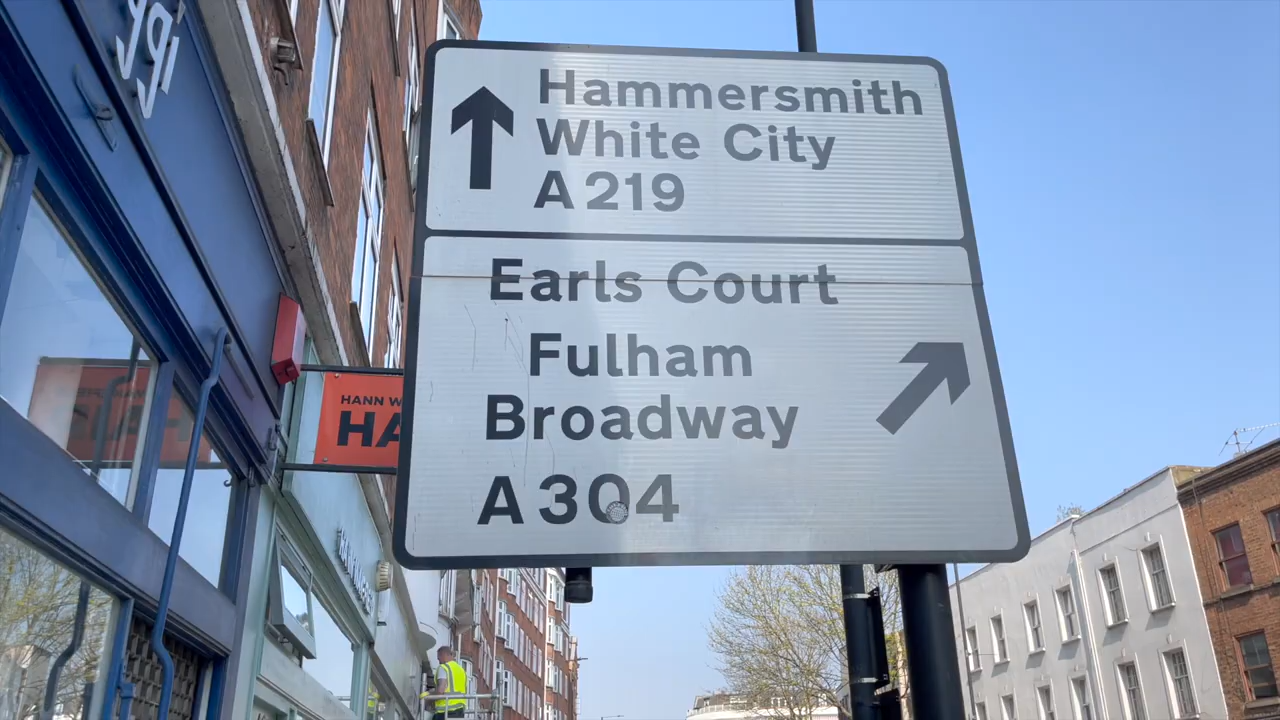 Hammersmith
White City
A219
Earls Court
Fulham
Broadway
A304
HANN W
HA